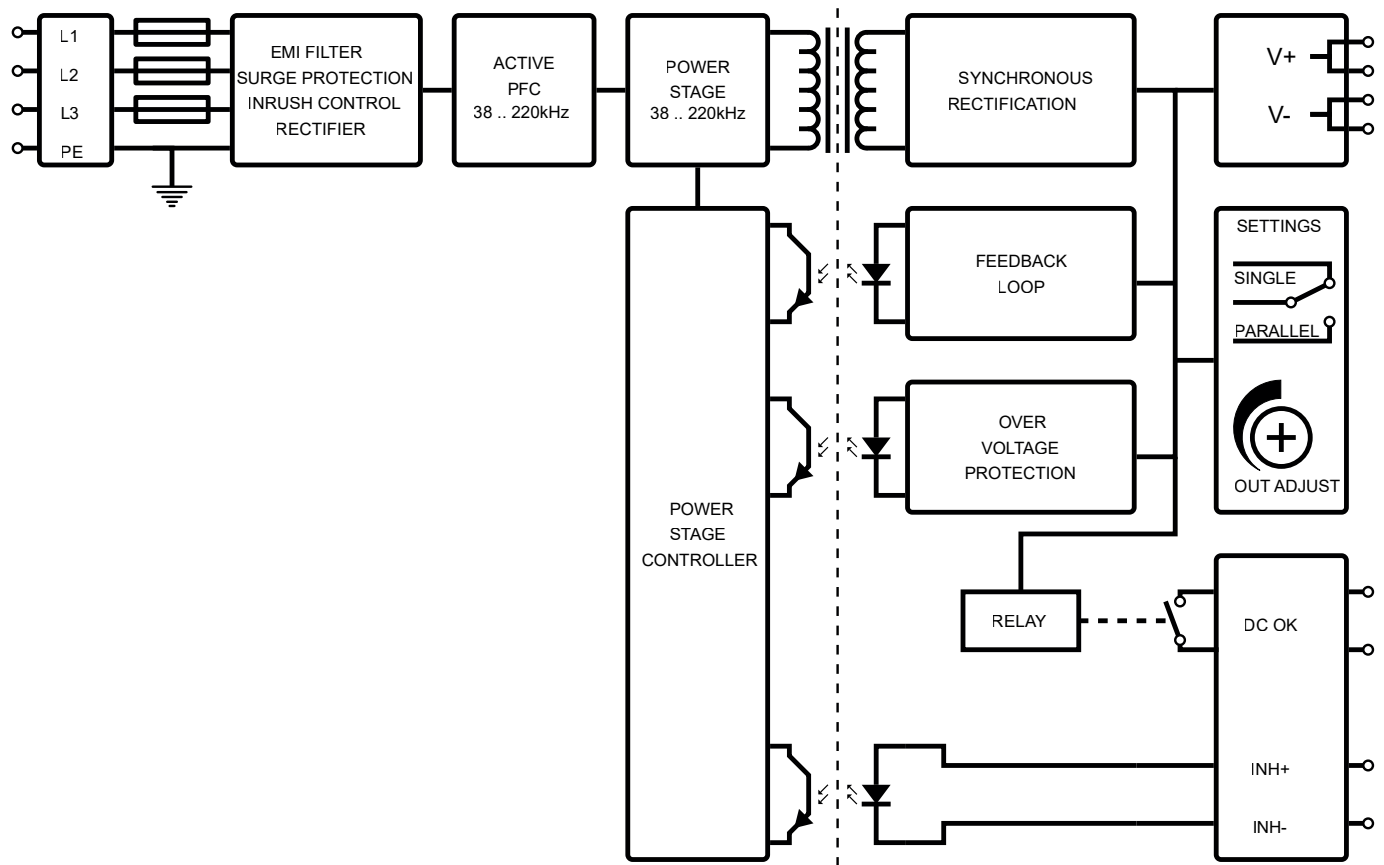 L1
L2
L3
PE
EMI FILTER
SURGE PROTECTION
INRUSH CONTROL
RECTIFIER
ACTIVE
PFC
38 .. 220kHz
POWER
STAGE
38 .. 220kHz
SYNCHRONOUS
RECTIFICATION
V+
V-
FEEDBACK
LOOP
SETTINGS
SINGLE
PARALLEL
OUT ADJUST
OVER
VOLTAGE
PROTECTION
POWER
STAGE
CONTROLLER
RELAY
DC OK
INH+
INH-